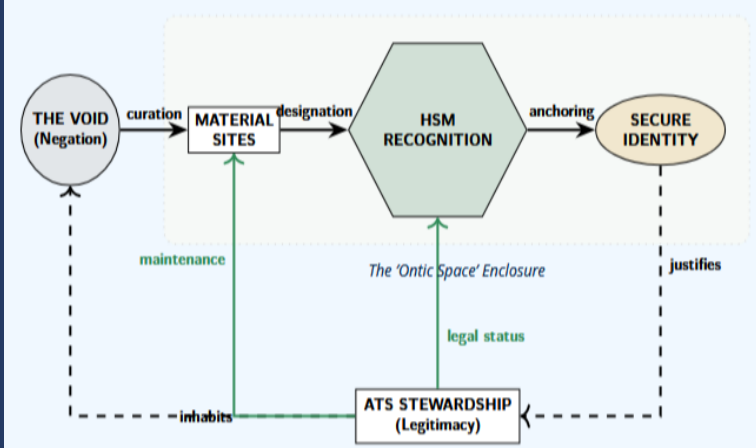 THE VOID
(Negation)
curation
MATERIAL
SITES
designation
HSM
RECOGNITION
anchoring
SECURE
IDENTITY
maintenance
The ‘Ontic Space’ Enclosure
justifies
legal status
inhabits
ATS STEWARDSHIP
(Legitimacy)